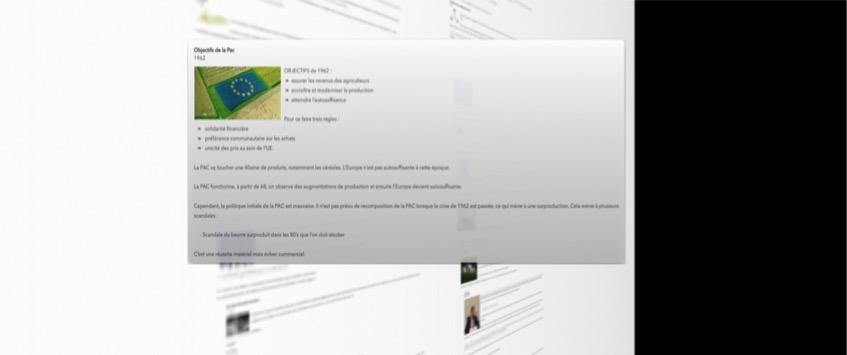 Objectifs de la Pac
1962
OBJECTIFS de 1962 :
assurer les revenus des agriculteurs
accroître et moderniser la production
atteindre l'autosuffisance
Pour ce faire trois règles :
solidarité financière
préférence communautaire sur les achats
unicité des prix au sein de l'UE.
La PAC va toucher une 40aine de produits, notamment les céréales. L'Europe n'est pas autosuffisante à cette époque.
La PAC fonctionne, à partir de 68, on observe des augmentations de production et ensuite l'Europe devient autosuffisante.
Cependant, la politique initiale de la PAC est mauvaise. Il n'est pas prévu de recomposition de la PAC lorsque la crise de 1962 est passée, ce qui mène à une surproduction. Cela mène à plusieurs
scandales :
- Scandale du beurre surproduit dans les 80's que l'on doit stocker
C'est une réussite matériel mais échec commercial.